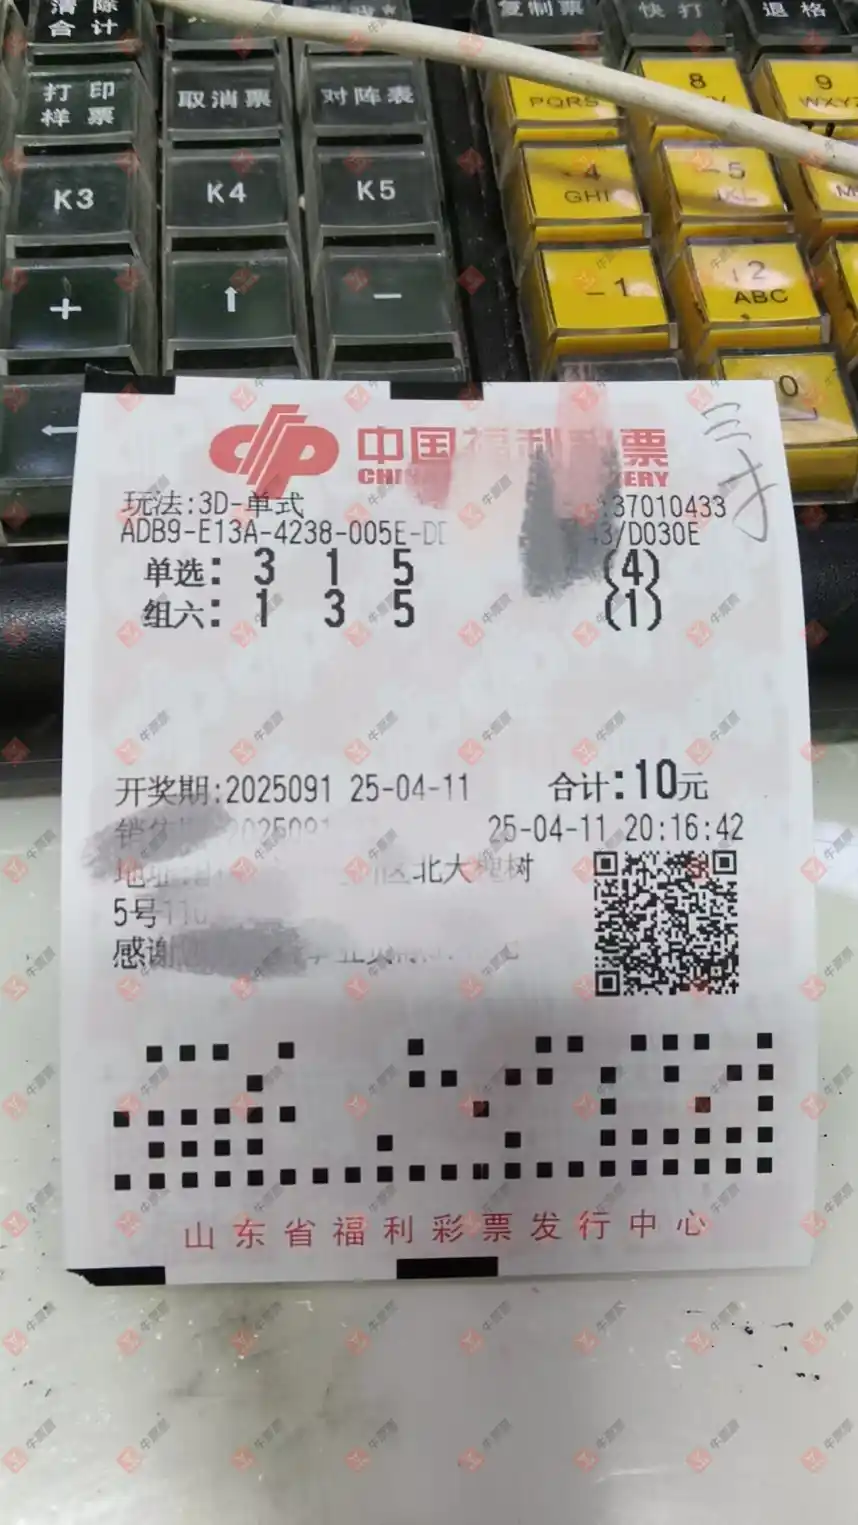 清除 合计
复制票
快打
退格
打印 样票
取消票
对阵表
PQRS
8
9
WXYZ
K3
K4
K5
4
GHI
5
JKL
+
↑
-
1
2
ABC
←
0
中国福利彩票
三才
玩法:3D-单式
37010433
ADB9-E13A-4238-005E-
/D030E
单选: 3 1 5 (4)
组六: 1 3 5 (1)
开奖期:2025091 25-04-11 合计:10元
25-04-11 20:16:42
区北大槐树
5号
感谢
山东省福利彩票发行中心
牛票票